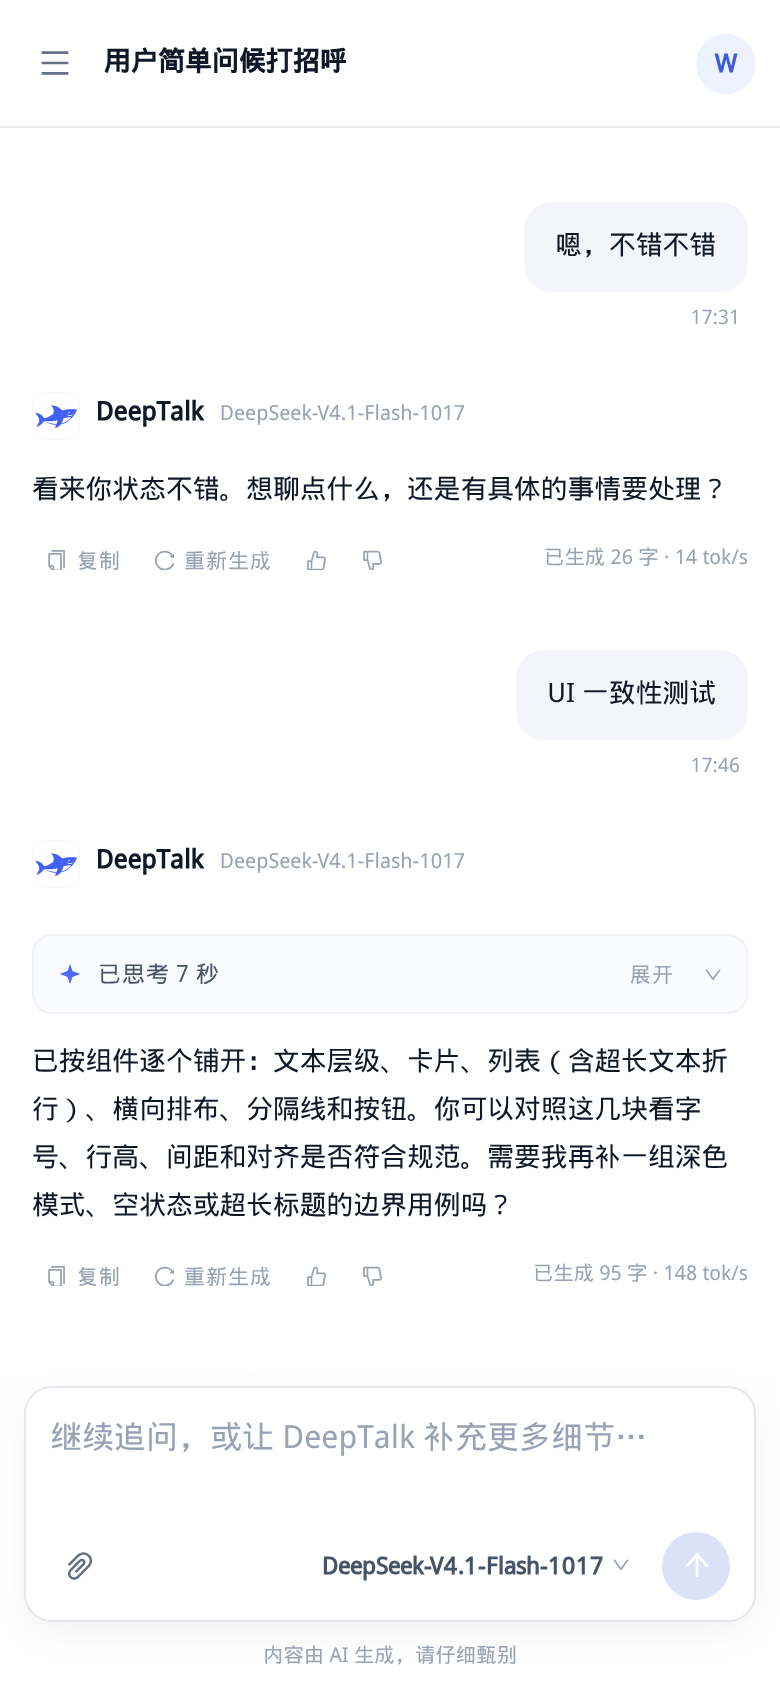 用户简单问候打招呼
W
嗯，不错不错
17:31
DeepTalk DeepSeek-V4.1-Flash-1017
看来你状态不错。想聊点什么，还是有具体的事情要处理？
复制 重新生成 已生成 26 字 · 14 tok/s
UI 一致性测试
17:46
DeepTalk DeepSeek-V4.1-Flash-1017
已思考 7 秒 展开
已按组件逐个铺开：文本层级、卡片、列表（含超长文本折
行）、横向排布、分隔线和按钮。你可以对照这几块看字
号、行高、间距和对齐是否符合规范。需要我再补一组深色
模式、空状态或超长标题的边界用例吗？
复制 重新生成 已生成 95 字 · 148 tok/s
继续追问，或让 DeepTalk 补充更多细节…
DeepSeek-V4.1-Flash-1017
内容由 AI 生成，请仔细甄别